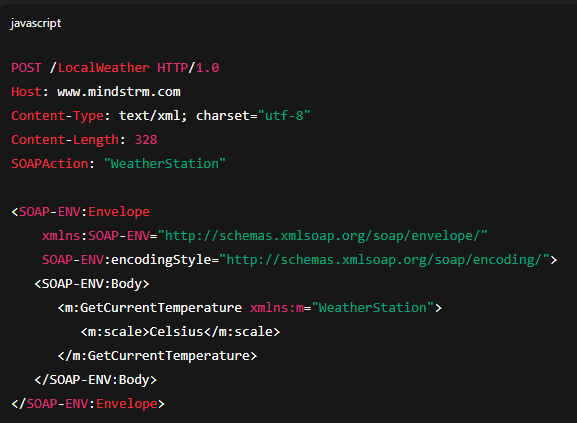 javascript
POST /LocalWeather HTTP/1.0
Host: www.mindstrm.com
Content-Type: text/xml; charset="utf-8"
Content-Length: 328
SOAPAction: "WeatherStation"
<SOAP-ENV:Envelope
xmlns:SOAP-ENV="http://schemas.xmlsoap.org/soap/envelope/"
SOAP-ENV:encodingStyle="http://schemas.xmlsoap.org/soap/encoding/">
<SOAP-ENV:Body>
<m:GetCurrentTemperature xmlns:m="WeatherStation">
<m:scale>Celsius</m:scale>
</m:GetCurrentTemperature>
</SOAP-ENV:Body>
</SOAP-ENV:Envelope>